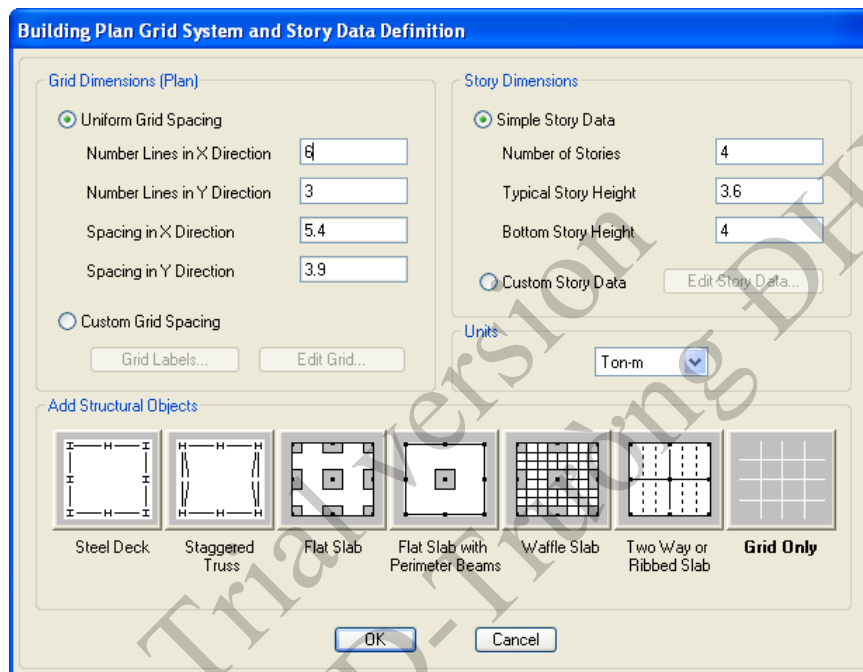 Building Plan Grid System and Story Data Definition
Grid Dimensions (Plan)
Uniform Grid Spacing
Number Lines in X Direction 6
Number Lines in Y Direction 3
Spacing in X Direction 5.4
Spacing in Y Direction 3.9
Custom Grid Spacing
Grid Labels... Edit Grid...
Story Dimensions
Simple Story Data
Number of Stories 4
Typical Story Height 3.6
Bottom Story Height 4
Custom Story Data Edit Story Data...
Units
Ton-m
Add Structural Objects
Steel Deck
Staggered
Truss
Flat Slab
Flat Slab with
Perimeter Beams
Waffle Slab
Two Way or
Ribbed Slab
Grid Only
OK Cancel
Trial version
D-Trường ĐH